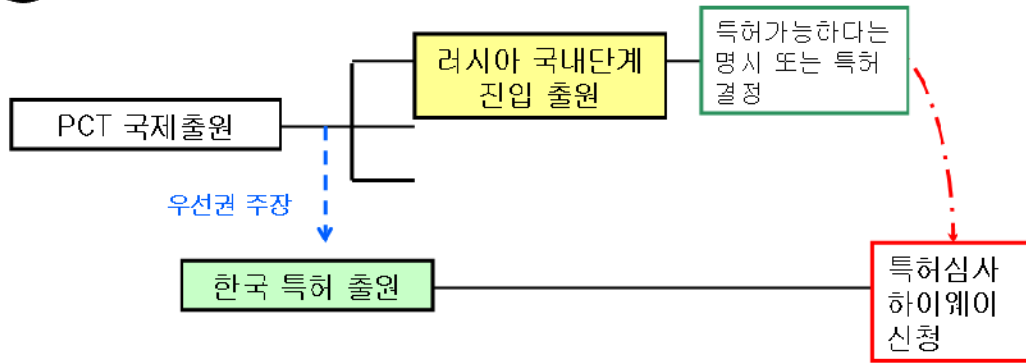 특허가능하다는
명시 또는 특허
결정
러시아 국내단계
진입 출원
PCT 국제출원
우선권 주장
한국 특허 출원
특허심사
하이웨이
신청